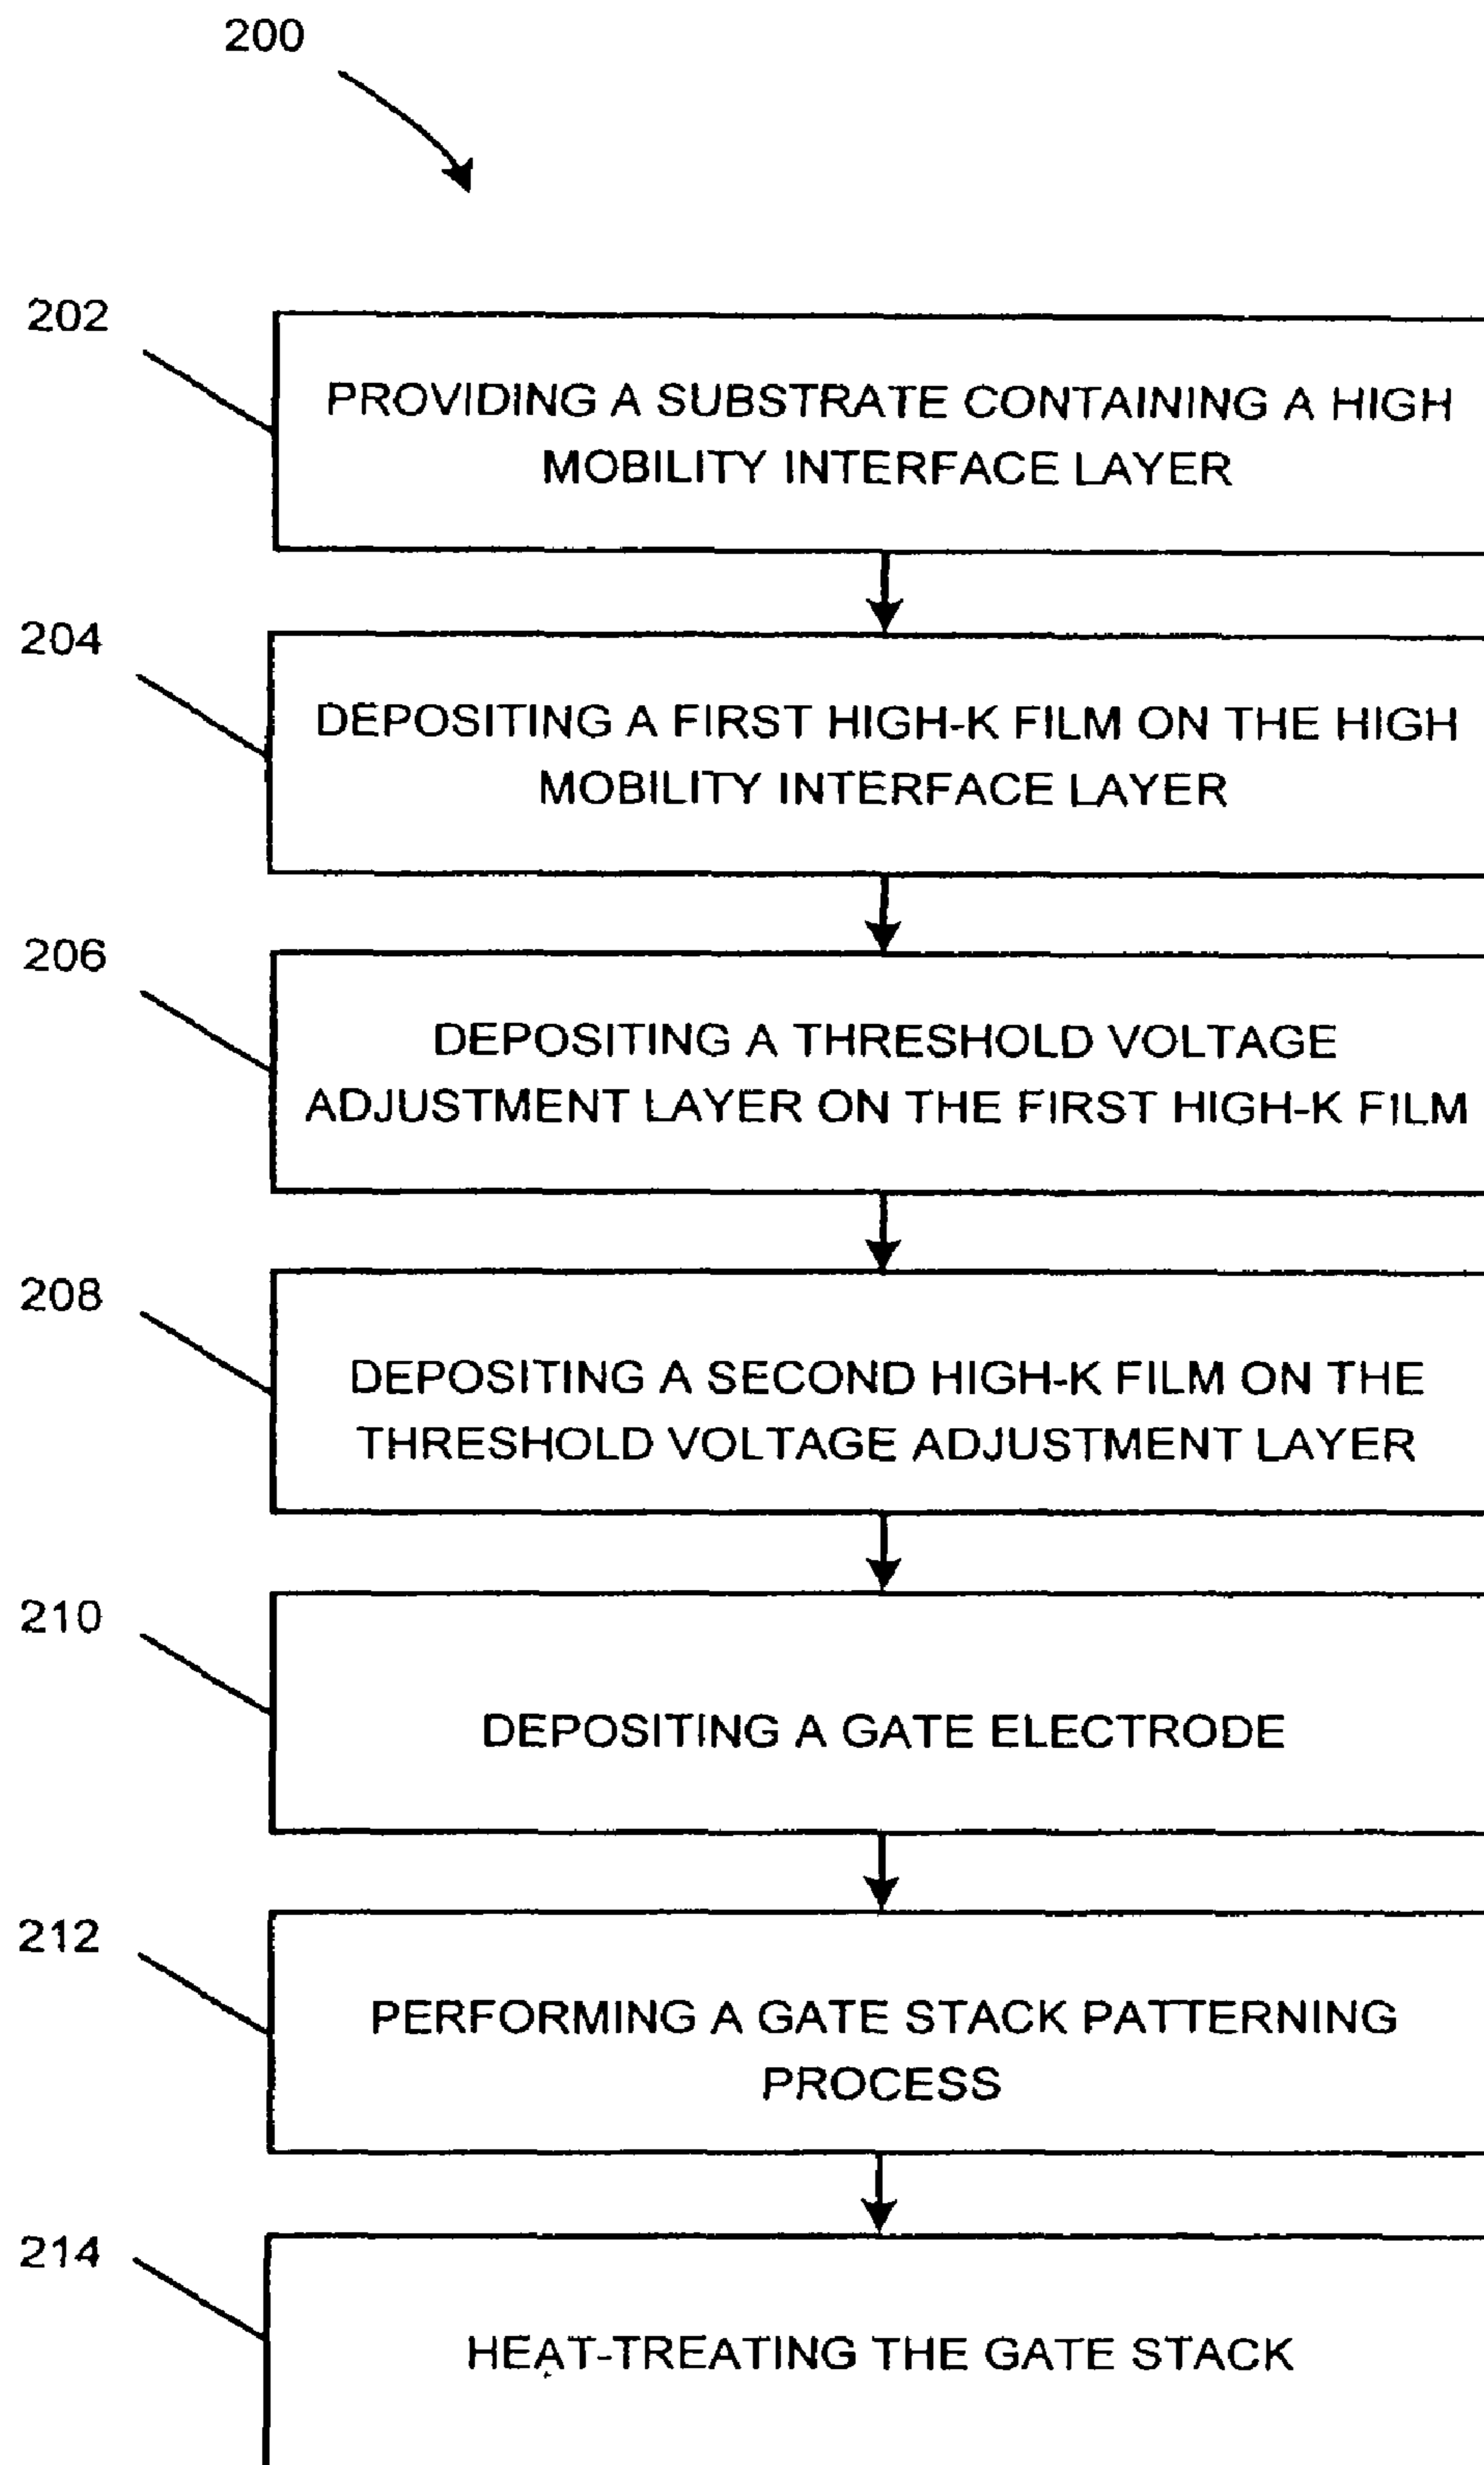 200
202
PROVIDING A SUBSTRATE CONTAINING A HIGH
MOBILITY INTERFACE LAYER
204
DEPOSITING A FIRST HIGH-K FILM ON THE HIGH
MOBILITY INTERFACE LAYER
206
DEPOSITING A THRESHOLD VOLTAGE
ADJUSTMENT LAYER ON THE FIRST HIGH-K FILM
208
DEPOSITING A SECOND HIGH-K FILM ON THE
THRESHOLD VOLTAGE ADJUSTMENT LAYER
210
DEPOSITING A GATE ELECTRODE
212
PERFORMING A GATE STACK PATTERNING
PROCESS
214
HEAT-TREATING THE GATE STACK